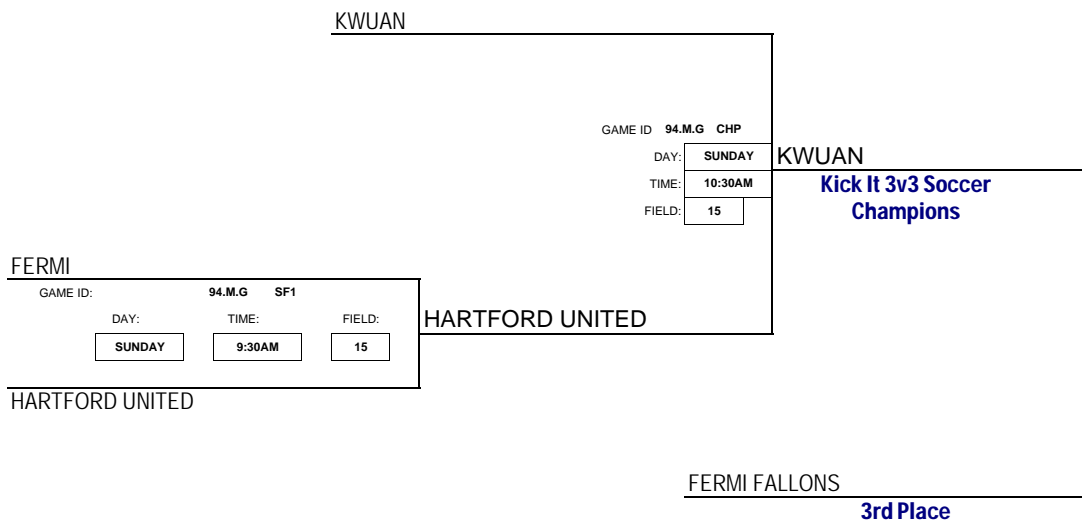 KWUAN
GAME ID 94.M.G CHP
DAY: SUNDAY
KWUAN
TIME: 10:30AM
Kick It 3v3 Soccer
FIELD: 15
Champions
FERMI
GAME ID: 94.M.G SF1
DAY: TIME: FIELD:
HARTFORD UNITED
SUNDAY 9:30AM 15
HARTFORD UNITED
FERMI FALLONS
3rd Place